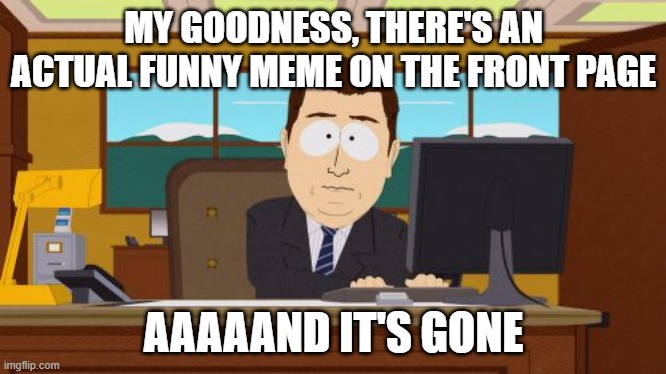 MY GOODNESS, THERE'S AN
ACTUAL FUNNY MEME ON THE FRONT PAGE
AAAAAND IT'S GONE
imgflip.com